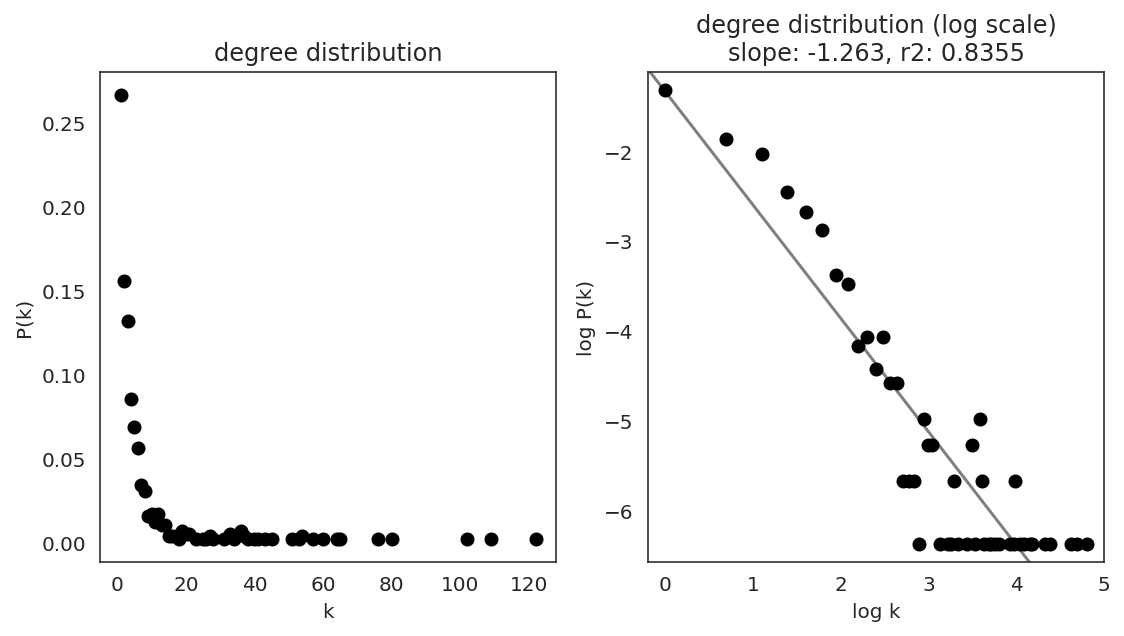 degree distribution
0.25
0.20
0.15
0.10
0.05
0.00
P(k)
0 20 40 60 80 100 120
k
degree distribution (log scale)
slope: -1.263, r2: 0.8355
−2
−3
−4
−5
−6
log P(k)
0 1 2 3 4 5
log k